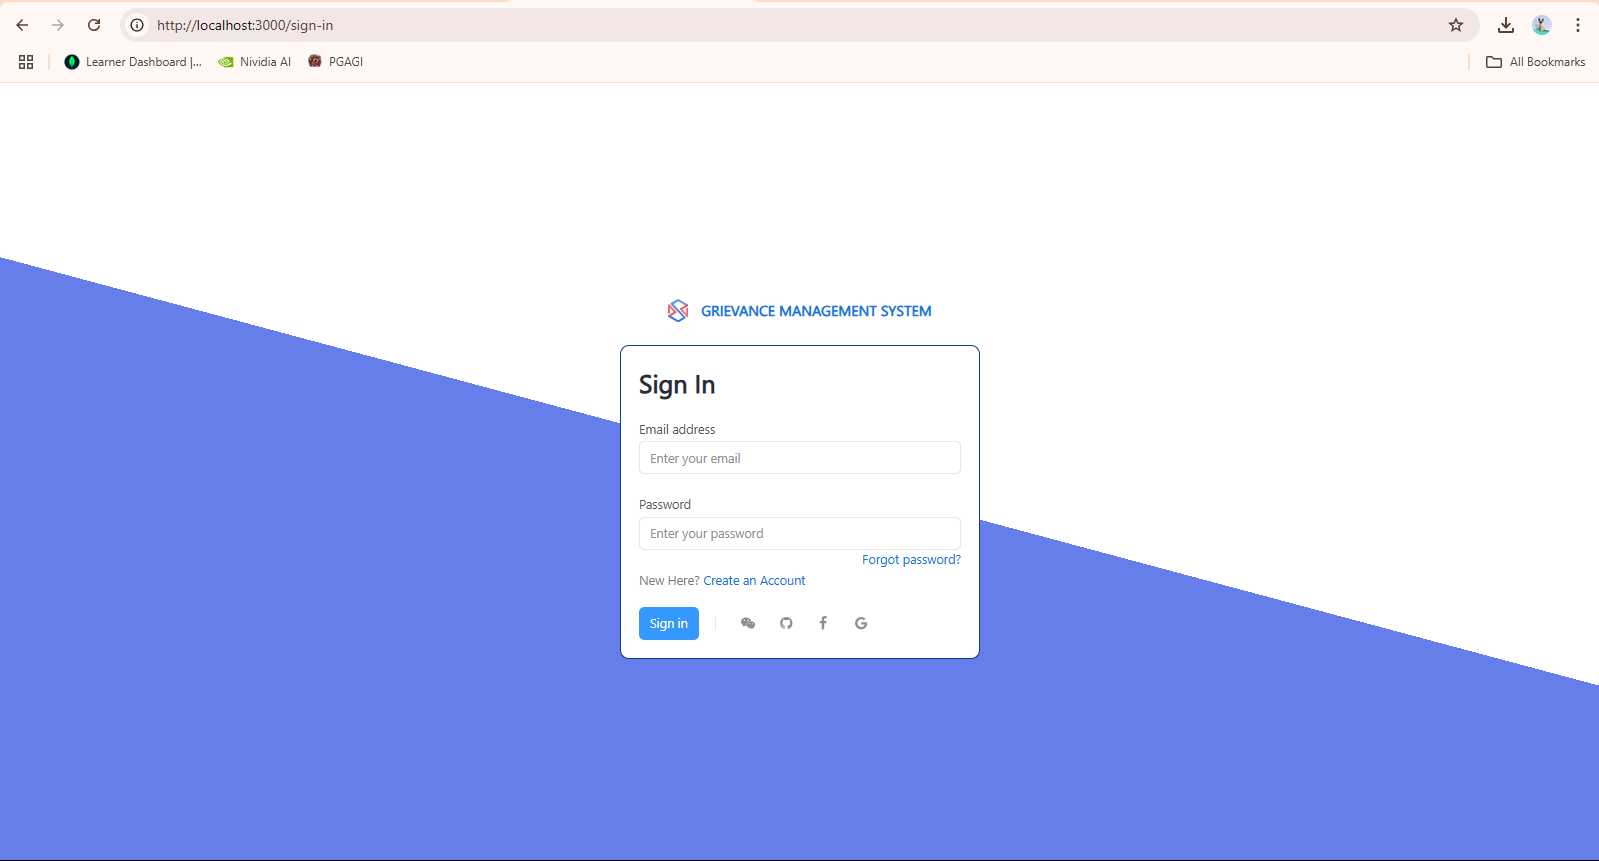 http://localhost:3000/sign-in
Learner Dashboard |... Nividia AI PGAGI All Bookmarks
GRIEVANCE MANAGEMENT SYSTEM
Sign In
Email address
Enter your email
Password
Enter your password
Forgot password?
New Here? Create an Account
Sign in